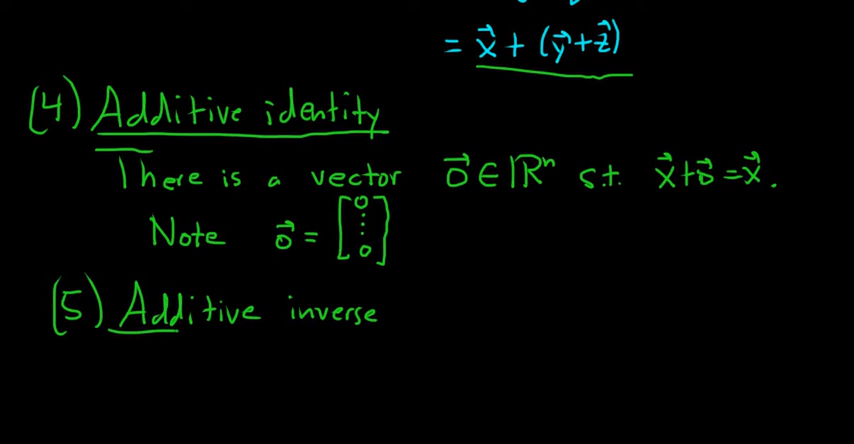 = x⃗ + (y⃗ + z⃗)
(4) Additive identity
There is a vector 0⃗ ∈ ℝⁿ s.t. x⃗ + 0⃗ = x⃗.
Note 0⃗ = [0 ⋮ 0]
(5) Additive inverse